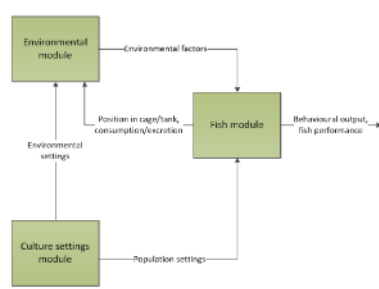 Environmental
module
Environmental factors
Position in cage/tank,
consumption/excretion
Fish module
Behavioural output,
fish performance
Environmental
settings
Culture settings
module
Population settings